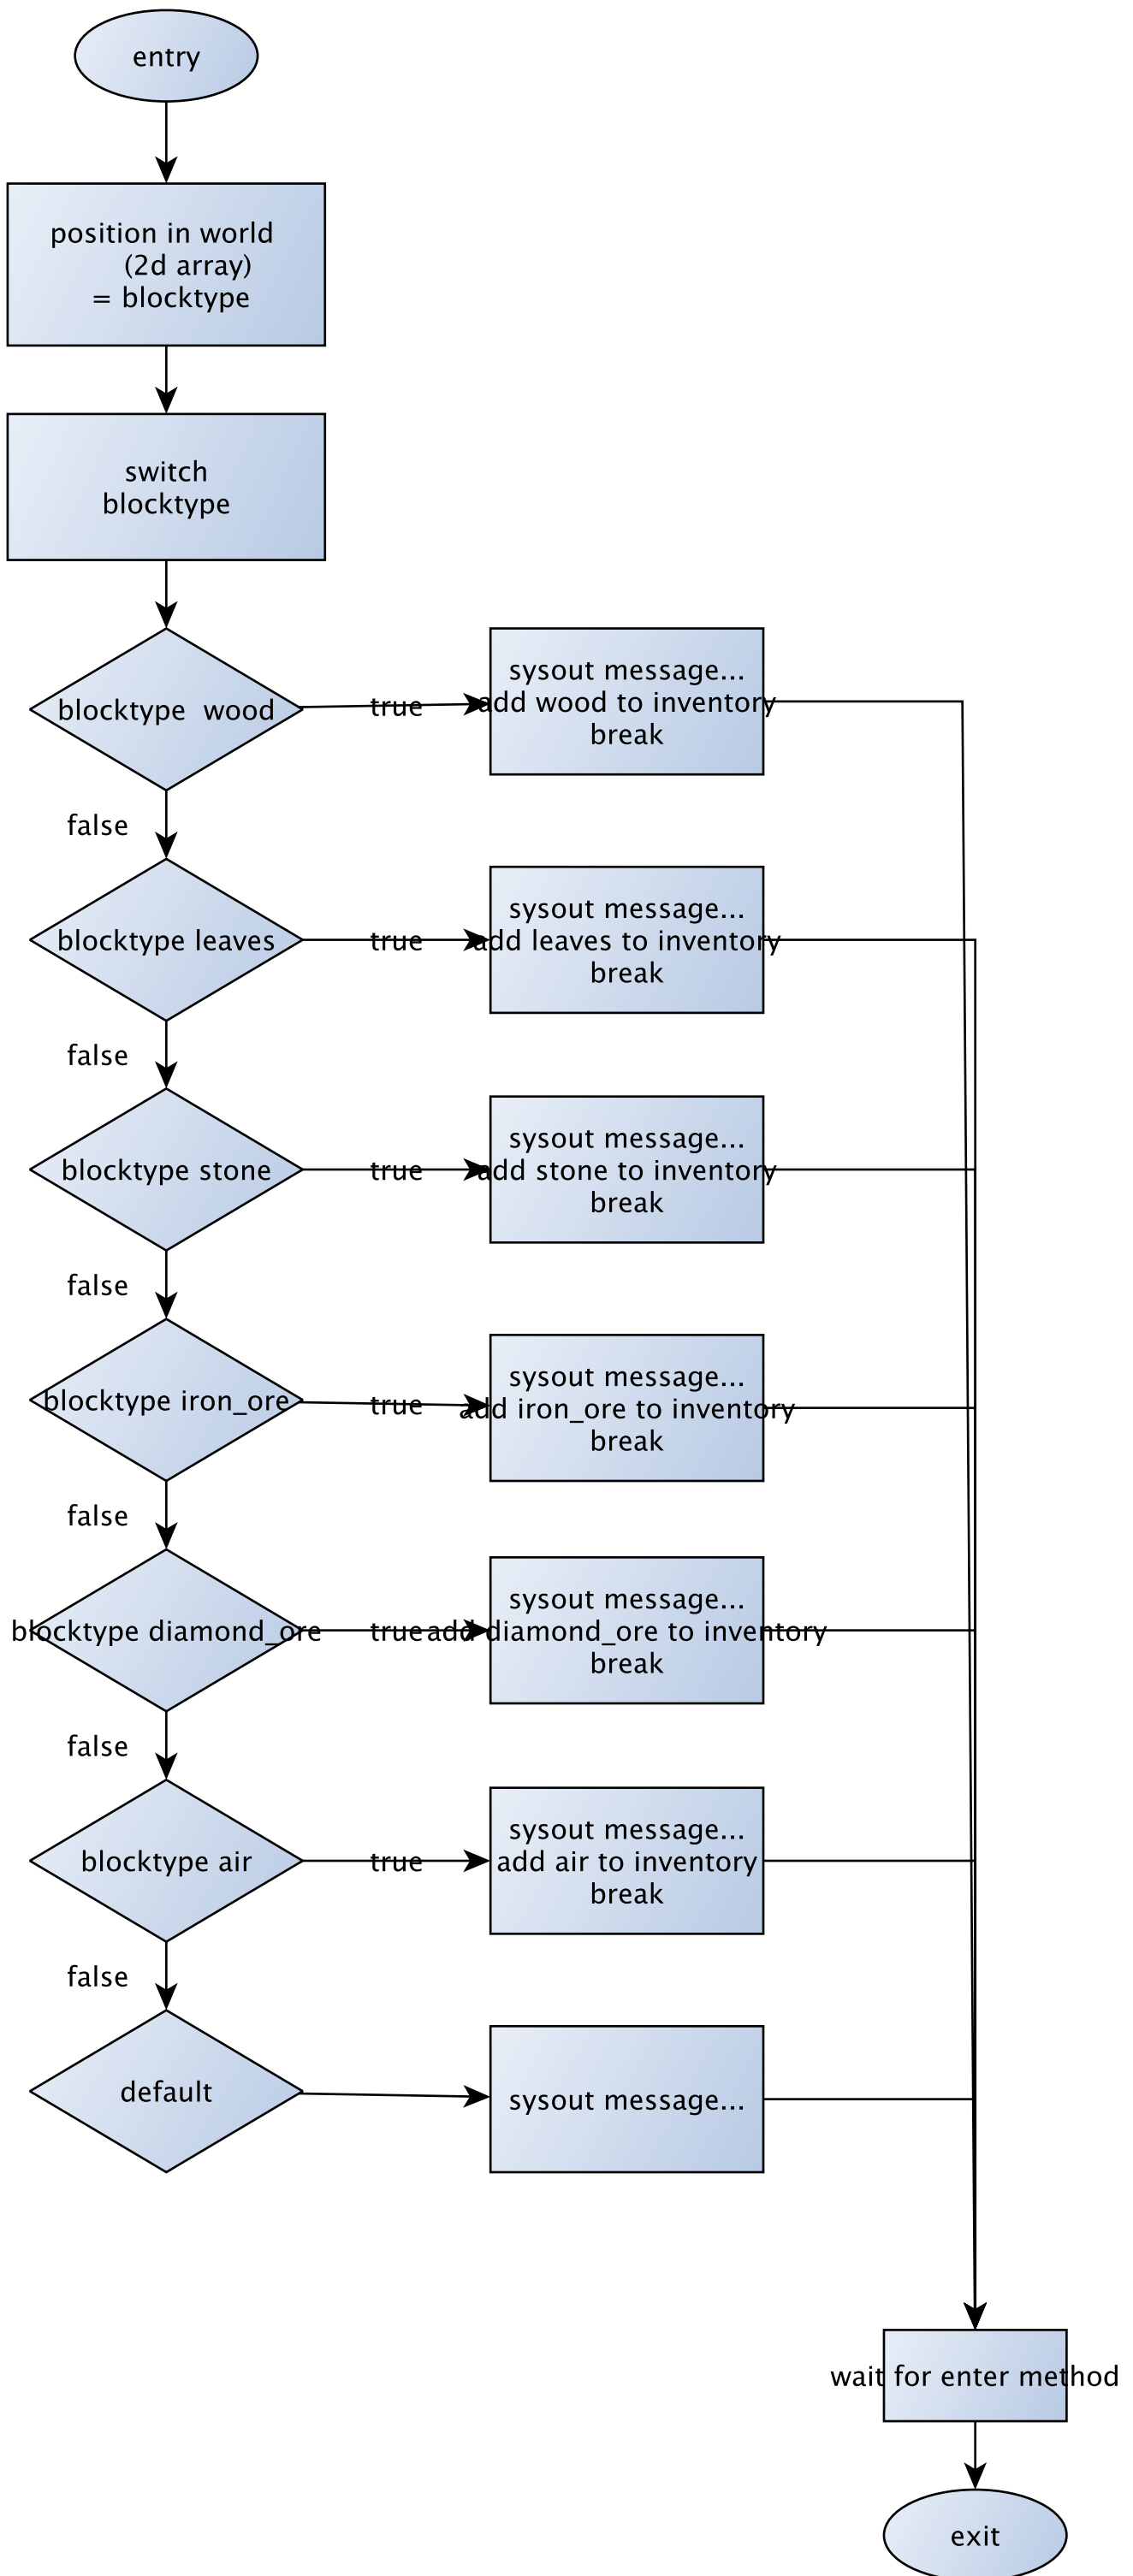 entry
position in world
(2d array)
= blocktype
switch
blocktype
blocktype  wood
true
sysout message...
add wood to inventory
break
false
blocktype leaves
true
sysout message...
add leaves to inventory
break
false
blocktype stone
true
sysout message...
add stone to inventory
break
false
blocktype iron_ore
true
sysout message...
add iron_ore to inventory
break
false
blocktype diamond_ore
true
sysout message...
add diamond_ore to inventory
break
false
blocktype air
true
sysout message...
add air to inventory
break
false
default
sysout message...
wait for enter method
exit